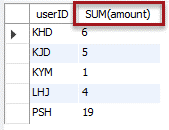 userID SUM(amount)
KHD 6
KJD 5
KYM 1
LHJ 4
PSH 19